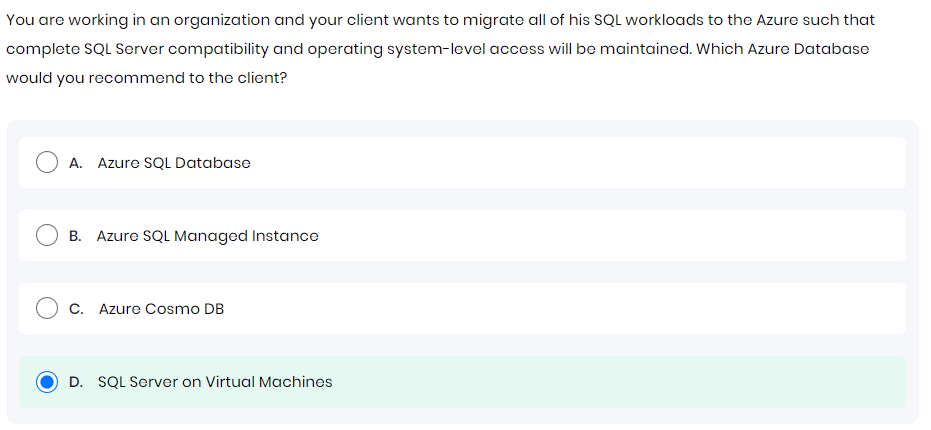 You are working in an organization and your client wants to migrate all of his SQL workloads to the Azure such that
complete SQL Server compatibility and operating system-level access will be maintained. Which Azure Database
would you recommend to the client?
A. Azure SQL Database
B. Azure SQL Managed Instance
C. Azure Cosmo DB
D. SQL Server on Virtual Machines